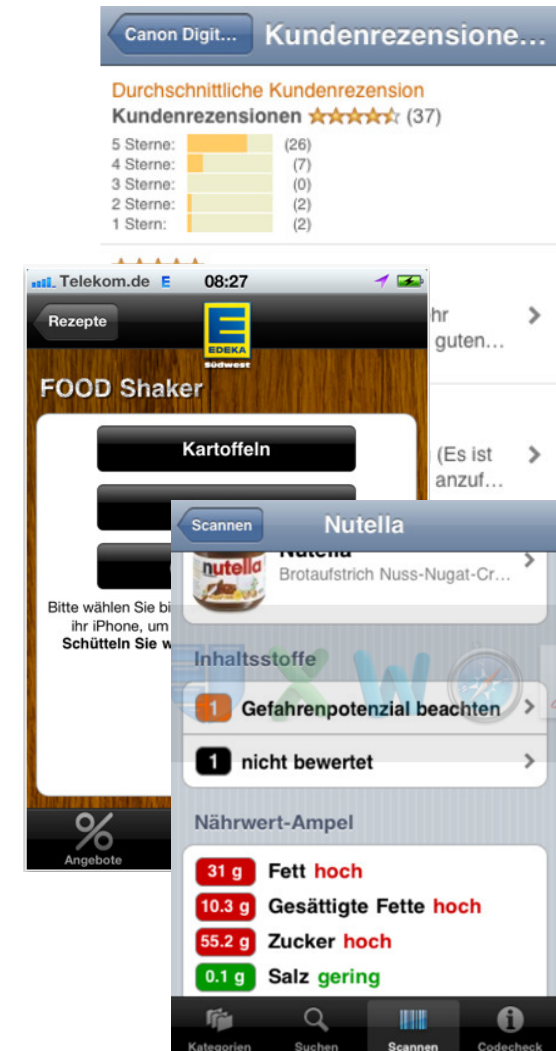 Canon Digit...
Kundenrezensione...
Durchschnittliche Kundenrezension
Kundenrezensionen (37)
5 Sterne: (26)
4 Sterne: (7)
3 Sterne: (0)
2 Sterne: (2)
1 Stern: (2)
hr
guten...
(Es ist
anzuf...
Telekom.de E 08:27
Rezepte
E
EDEKA
Südwest
FOOD Shaker
Kartoffeln
Bitte wählen Sie bi
ihr iPhone, um
Schütteln Sie w
Angebote
Scannen
Nutella
nutella
Nutella
Brotaufstrich Nuss-Nugat-Cr...
Inhaltsstoffe
1 Gefahrenpotenzial beachten
1 nicht bewertet
Nährwert-Ampel
31 g Fett hoch
10.3 g Gesättigte Fette hoch
55.2 g Zucker hoch
0.1 g Salz gering
Kategorien
Suchen
Scannen
Codecheck